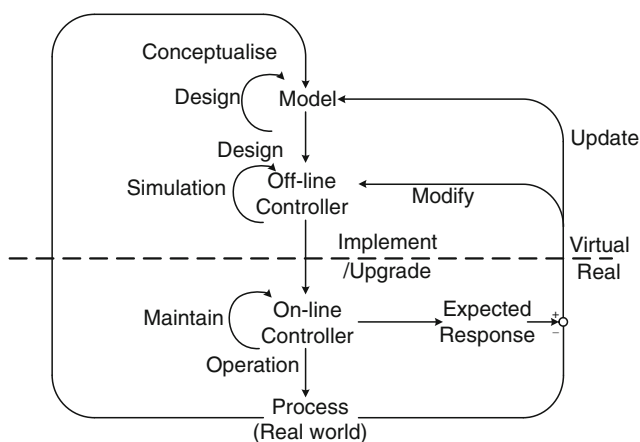 Conceptualise
Design
Model
Design
Update
Simulation
Off-line
Controller
Modify
Implement
/Upgrade
Virtual
Real
Maintain
On-line
Controller
Expected
Response
+
−
Operation
Process
(Real world)